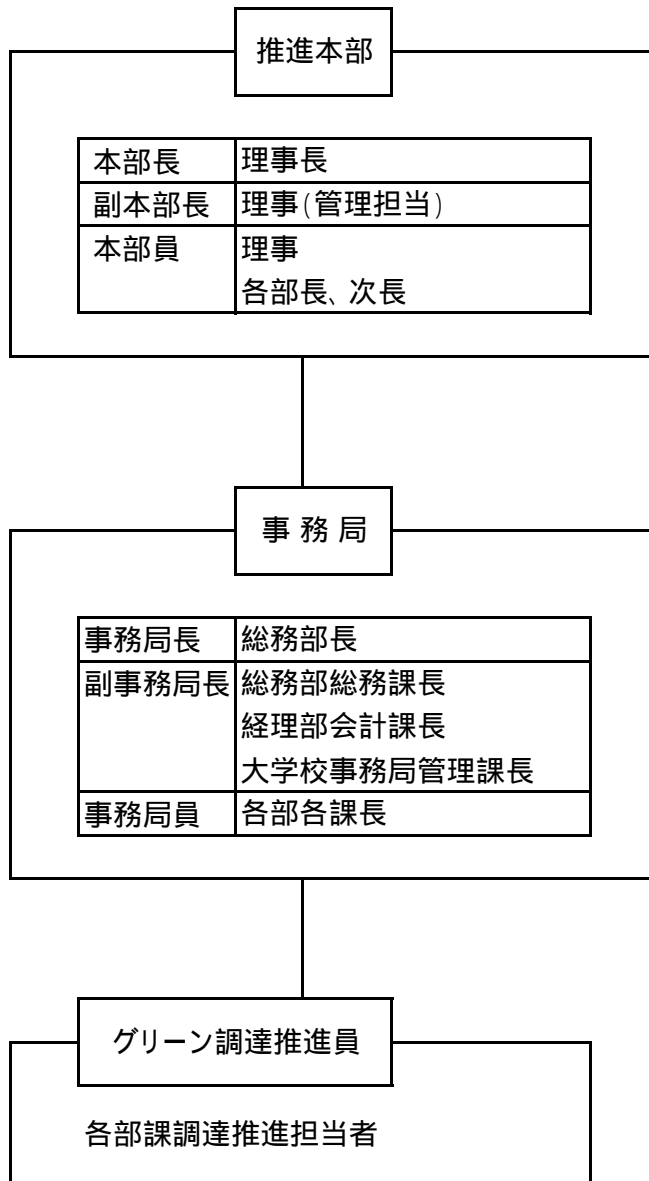 推進本部
本部長 理事長
副本部長 理事(管理担当)
本部員 理事
各部長、次長
事務局
事務局長 総務部長
副事務局長 総務部総務課長
経理部会計課長
大学校事務局管理課長
事務局員 各部各課長
グリーン調達推進員
各部課調達推進担当者